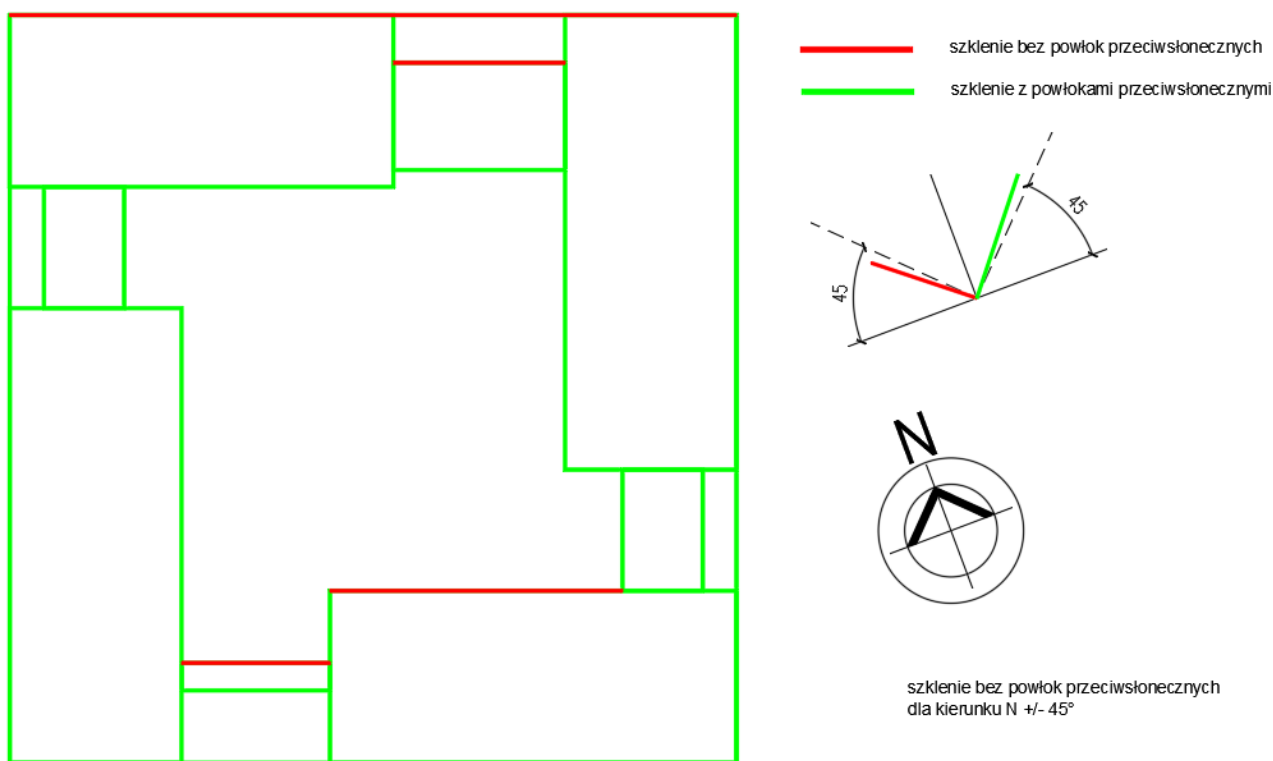 szklenie bez powłok przeciwsłonecznych
szklenie z powłokami przeciwsłonecznymi
45
45
N
szklenie bez powłok przeciwsłonecznych
dla kierunku N +/- 45°